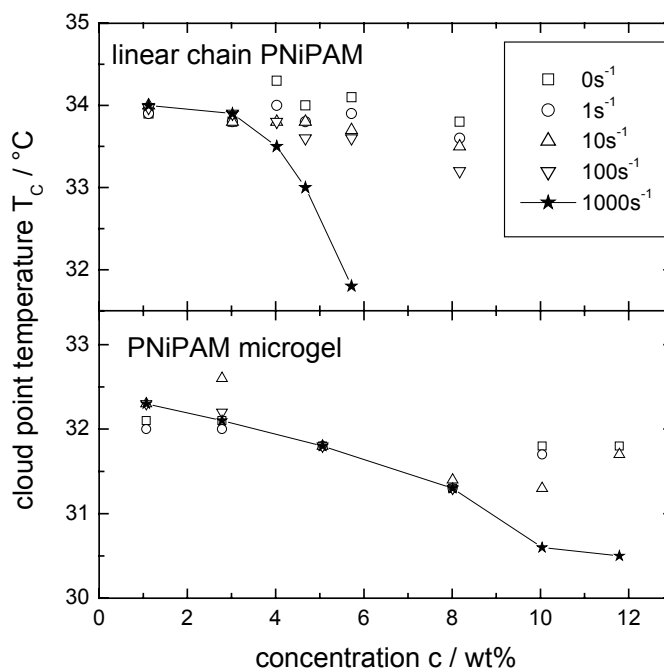 35
linear chain PNiPAM
0s⁻¹
1s⁻¹
10s⁻¹
100s⁻¹
1000s⁻¹
34
33
32
cloud point temperature T_C / °C
PNiPAM microgel
33
32
31
30
0 2 4 6 8 10 12
concentration c / wt%